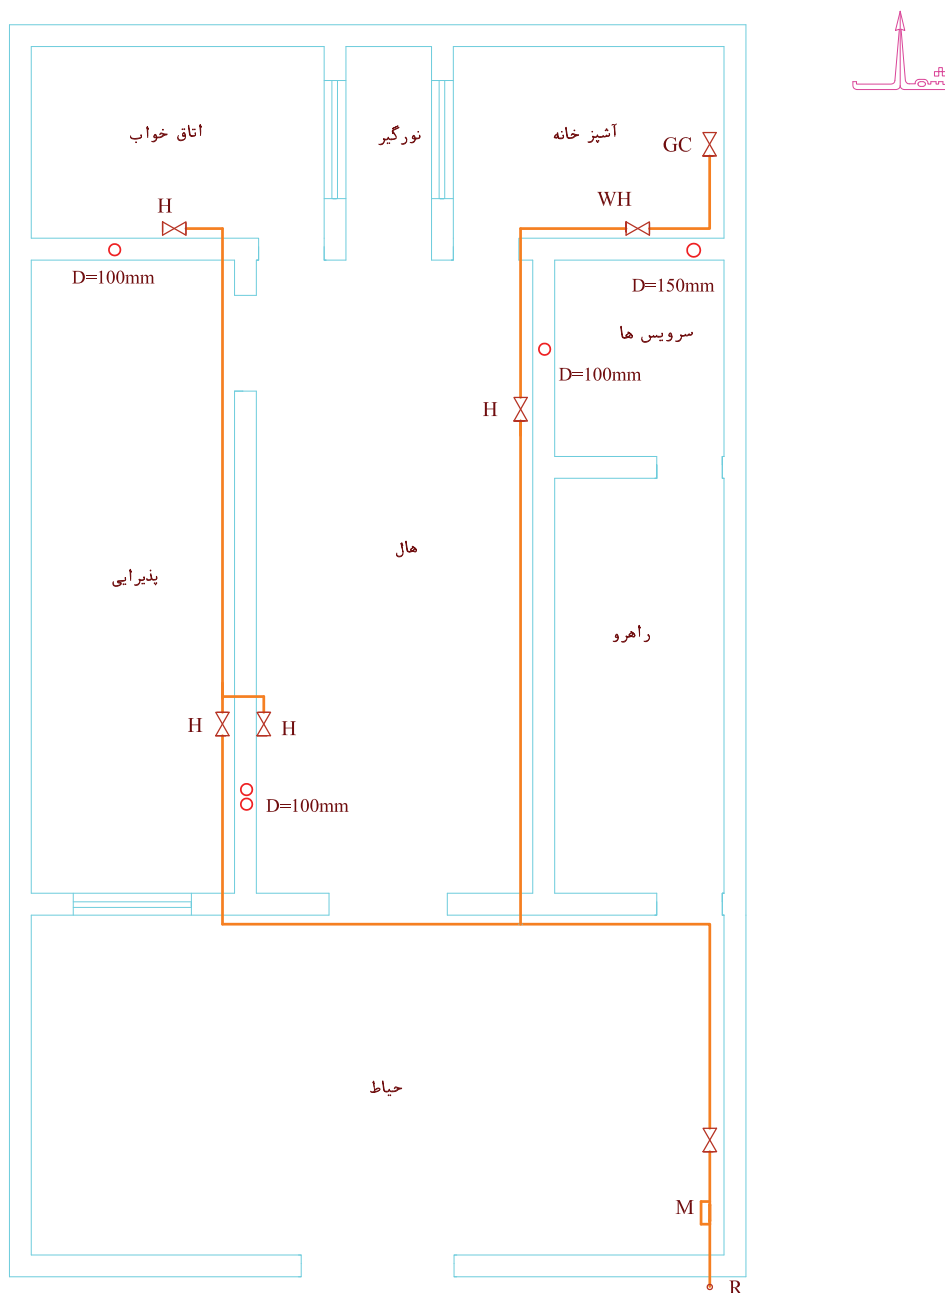 اتاق خواب
نورگیر
آشپز خانه
GC
H
WH
D=100mm
D=150mm
سرویس ها
D=100mm
H
هال
پذیرایی
راهرو
H
H
D=100mm
حیاط
M
R